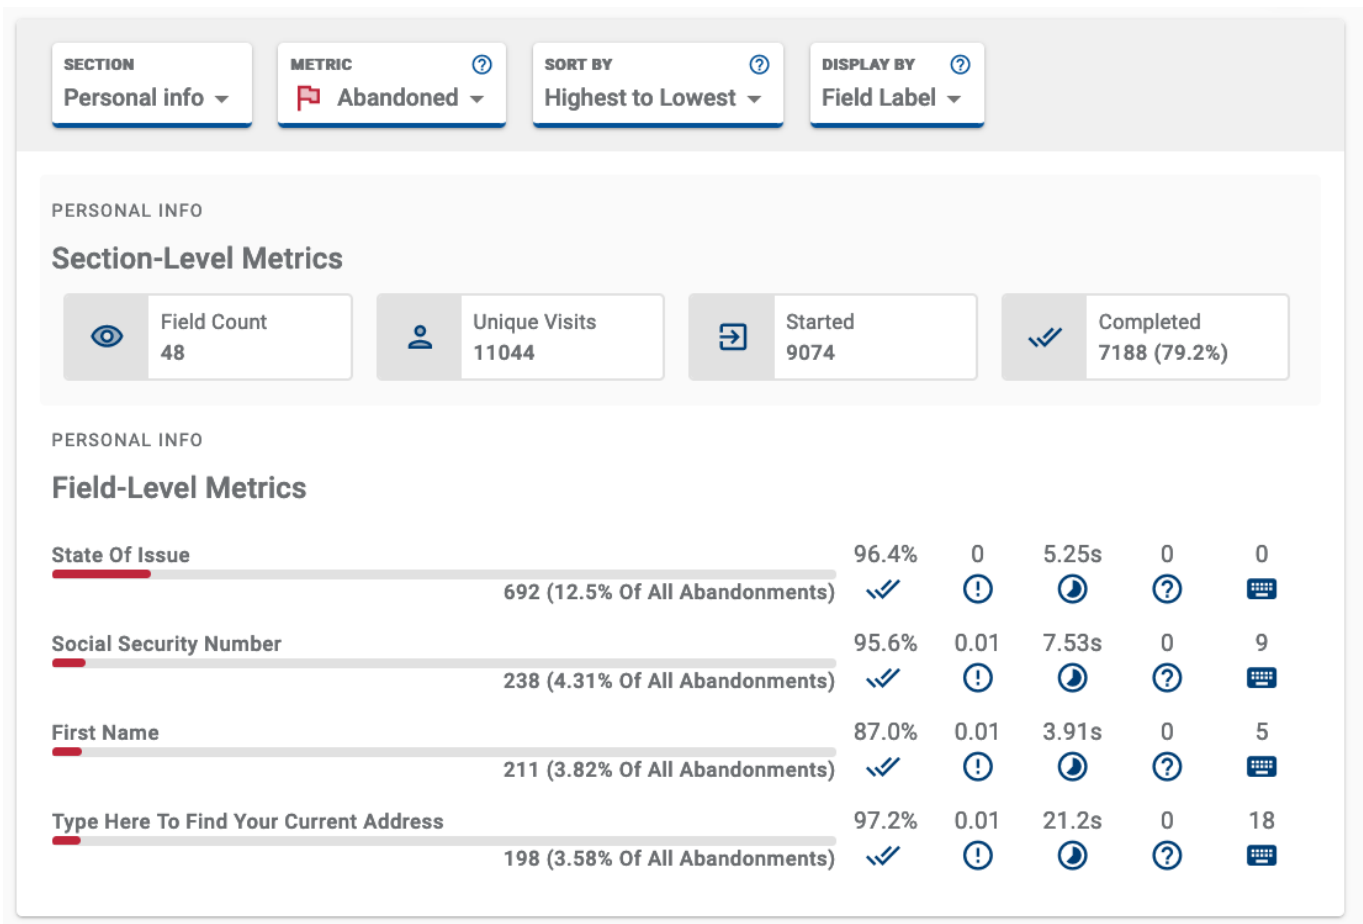 SECTION
Personal info
METRIC
Abandoned
SORT BY
Highest to Lowest
DISPLAY BY
Field Label
PERSONAL INFO
Section-Level Metrics
Field Count
48
Unique Visits
11044
Started
9074
Completed
7188 (79.2%)
PERSONAL INFO
Field-Level Metrics
State Of Issue
692 (12.5% Of All Abandonments)
96.4% 0 5.25s 0 0
Social Security Number
238 (4.31% Of All Abandonments)
95.6% 0.01 7.53s 0 9
First Name
211 (3.82% Of All Abandonments)
87.0% 0.01 3.91s 0 5
Type Here To Find Your Current Address
198 (3.58% Of All Abandonments)
97.2% 0.01 21.2s 0 18